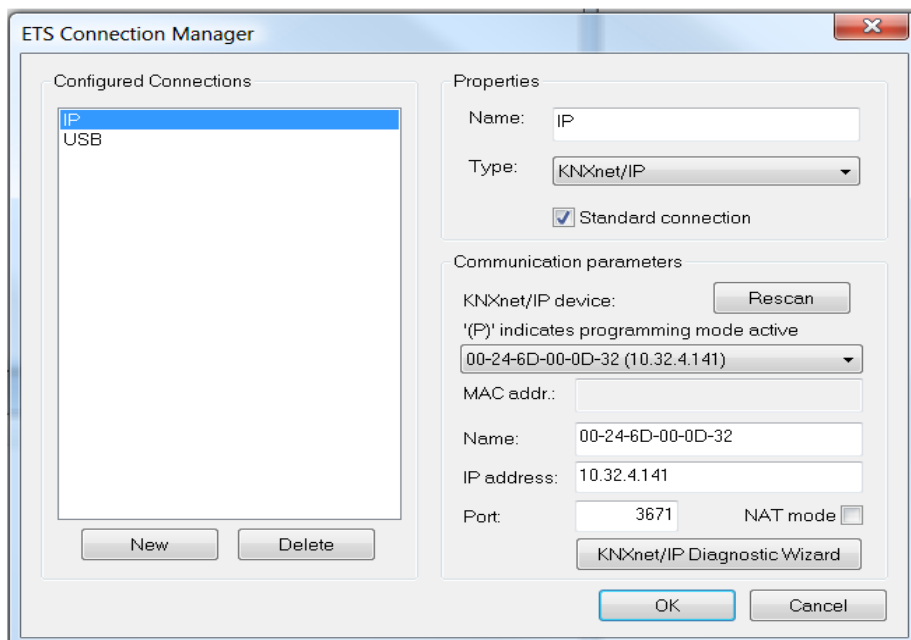 ETS Connection Manager
Configured Connections
IP
USB
New
Delete
Properties
Name:
IP
Type:
KNXnet/IP
Standard connection
Communication parameters
KNXnet/IP device:
Rescan
'(P)' indicates programming mode active
00-24-6D-00-0D-32 (10.32.4.141)
MAC addr.:
Name:
00-24-6D-00-0D-32
IP address:
10.32.4.141
Port:
3671
NAT mode
KNXnet/IP Diagnostic Wizard
OK
Cancel